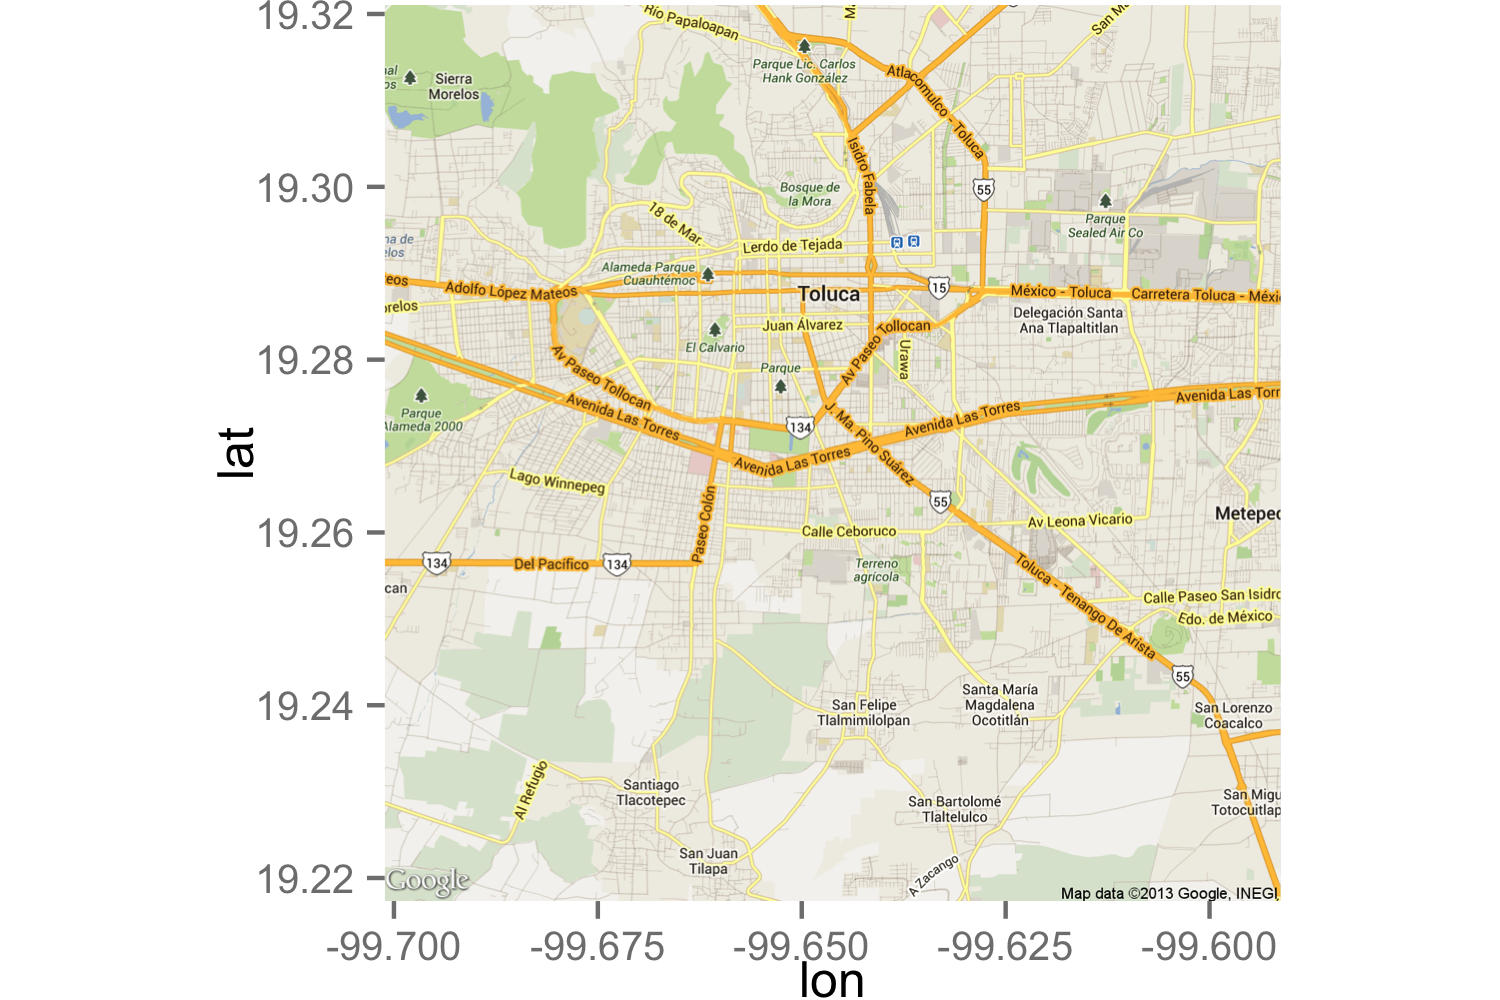 19.32
19.30
19.28
19.26
19.24
19.22
lat
-99.700
-99.675
-99.650
-99.625
-99.600
lon
Río Papaloapan
Parque Lic. Carlos
Hank González
Atlacomulco - Toluca
San M
Sierra
Morelos
Isidro Fabela
Bosque de
la Mora
55
Parque
Sealed Air Co
18 de Mar.
Lerdo de Tejada
Alameda Parque
Cuauhtémoc
eos
Adolfo López Mateos
Toluca
15
México - Toluca
Carretera Toluca - Méxi
relos
Juan Álvarez
Av Paseo Tollocan
Delegación Santa
Ana Tlapaltitlan
El Calvario
Urawa
Parque
Av Paseo Tollocan
Avenida Las Torres
Parque
Alameda 2000
J. Ma. Pino Suárez
Avenida Las Torres
Avenida Las Torr
134
Avenida Las Torres
Lago Winnepeg
Paseo Colón
55
Calle Ceboruco
Av Leona Vicario
Metepec
134
Del Pacífico
134
Terreno
agrícola
can
Toluca - Tenango De Arista
Calle Paseo San Isidro
Edo. de México
55
San Felipe
Tlalmimilolpan
Santa María
Magdalena
Ocotitlán
San Lorenzo
Coacalco
Al Refugio
Santiago
Tlacotepec
San Bartolomé
Tlaltelulco
San Migu
Totocuitlap
San Juan
Tilapa
A Zacango
Google
Map data ©2013 Google, INEGI